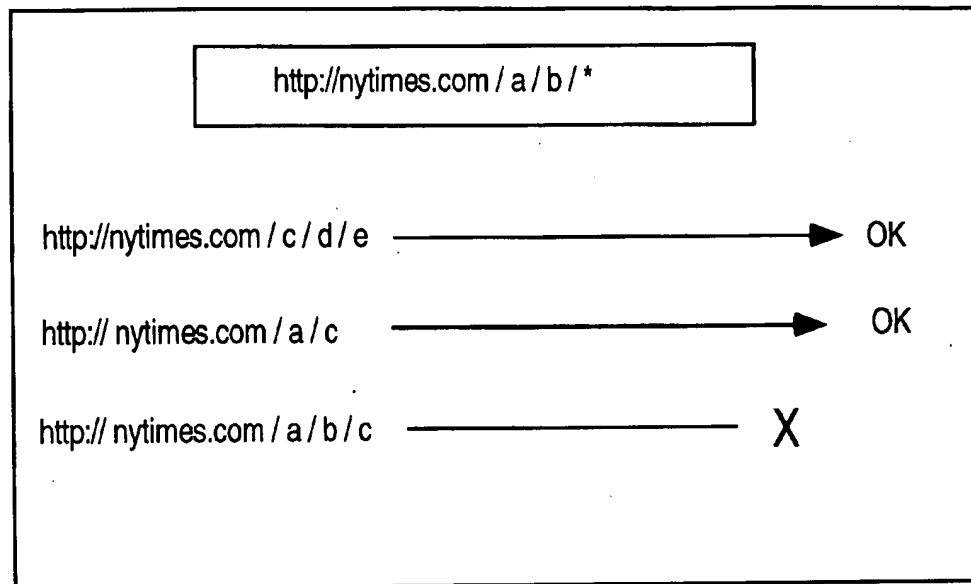 http://nytimes.com / a / b / *
http://nytimes.com / c / d / e OK
http:// nytimes.com / a / c OK
http:// nytimes.com / a / b / c X